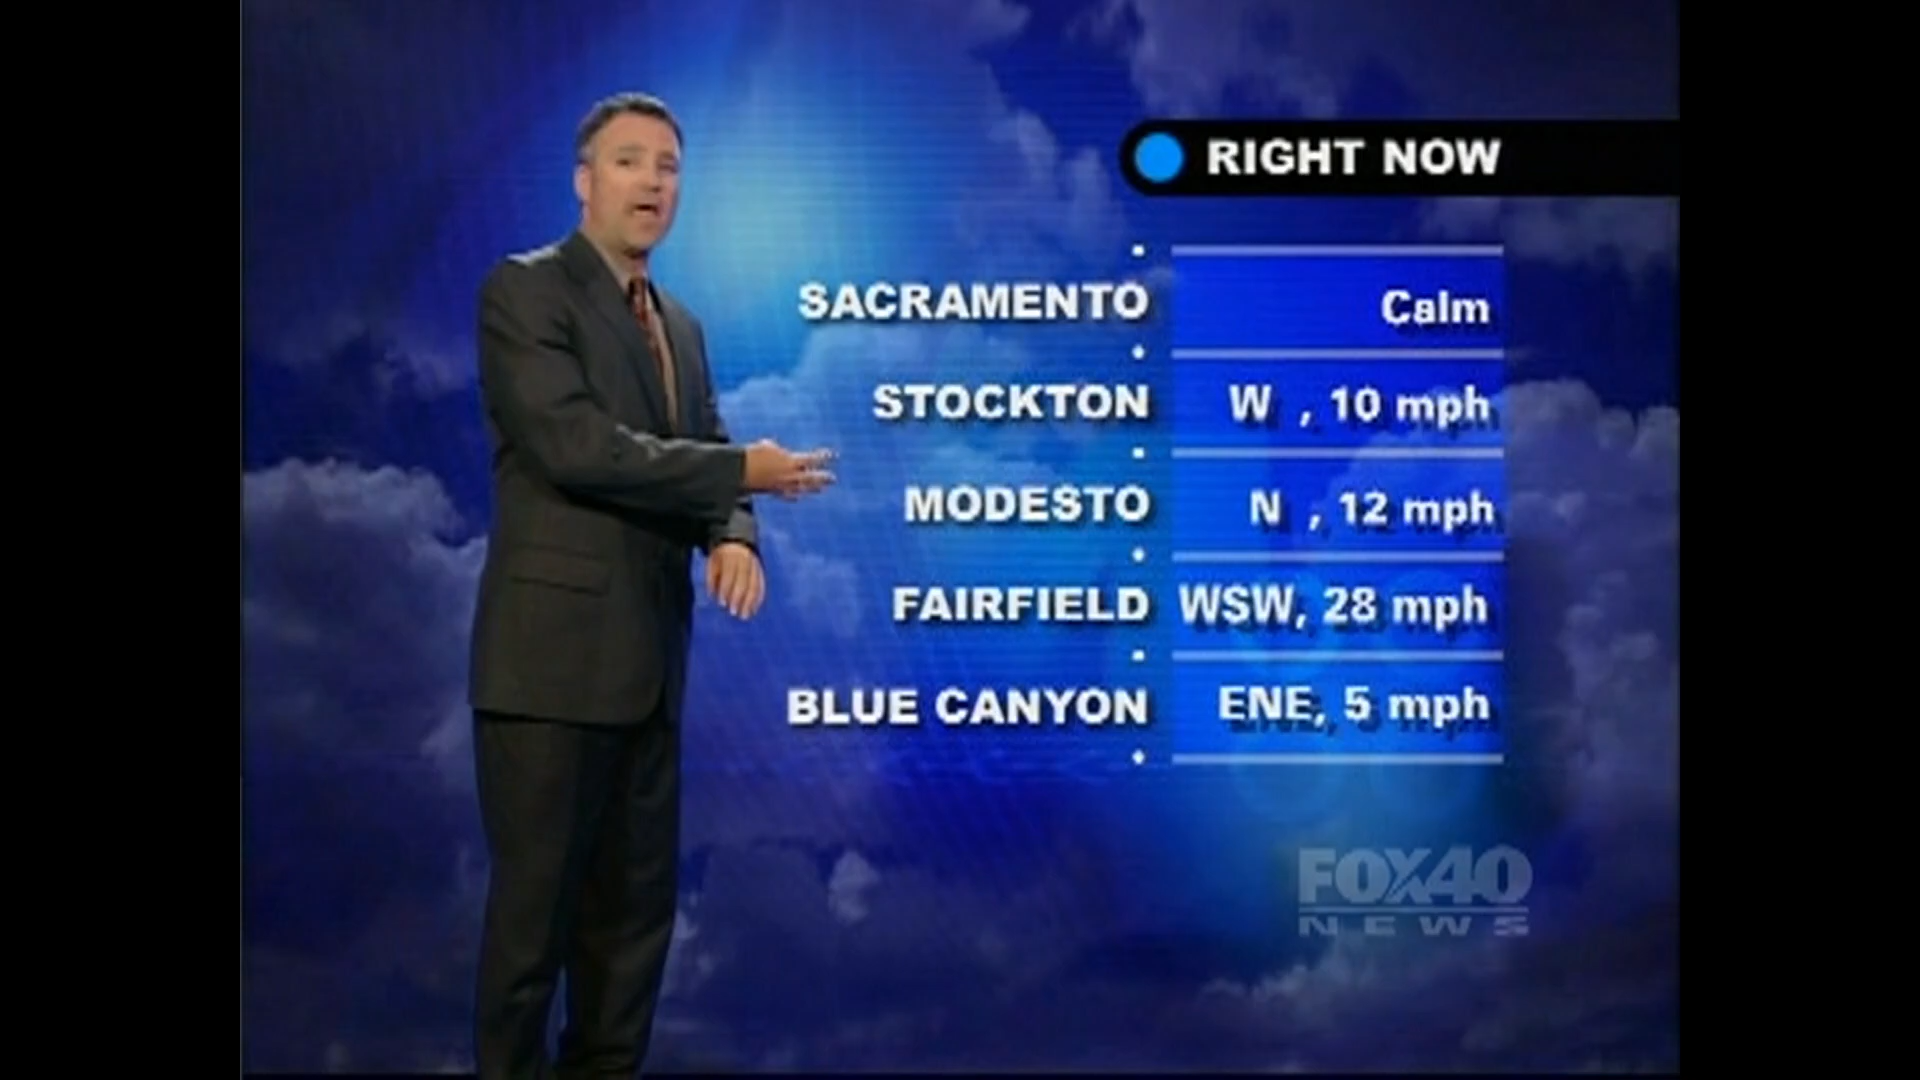 RIGHT NOW
SACRAMENTO Calm
STOCKTON W , 10 mph
MODESTO N , 12 mph
FAIRFIELD WSW, 28 mph
BLUE CANYON ENE, 5 mph
FOX40
NEWS